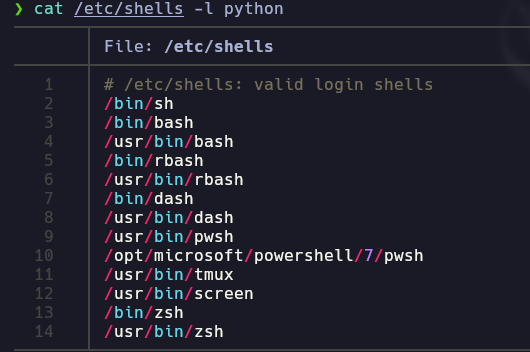 ❯ cat /etc/shells -l python
File: /etc/shells
1 # /etc/shells: valid login shells
2 /bin/sh
3 /bin/bash
4 /usr/bin/bash
5 /bin/rbash
6 /usr/bin/rbash
7 /bin/dash
8 /usr/bin/dash
9 /usr/bin/pwsh
10 /opt/microsoft/powershell/7/pwsh
11 /usr/bin/tmux
12 /usr/bin/screen
13 /bin/zsh
14 /usr/bin/zsh